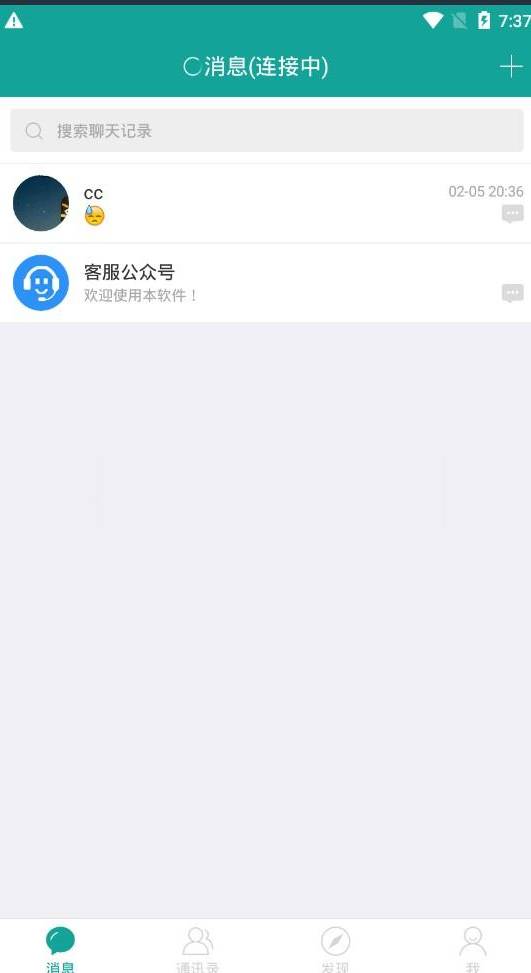 7:37
消息(连接中)
搜索聊天记录
cc
02-05 20:36
客服公众号
欢迎使用本软件！
消息
通讯录
发现
我